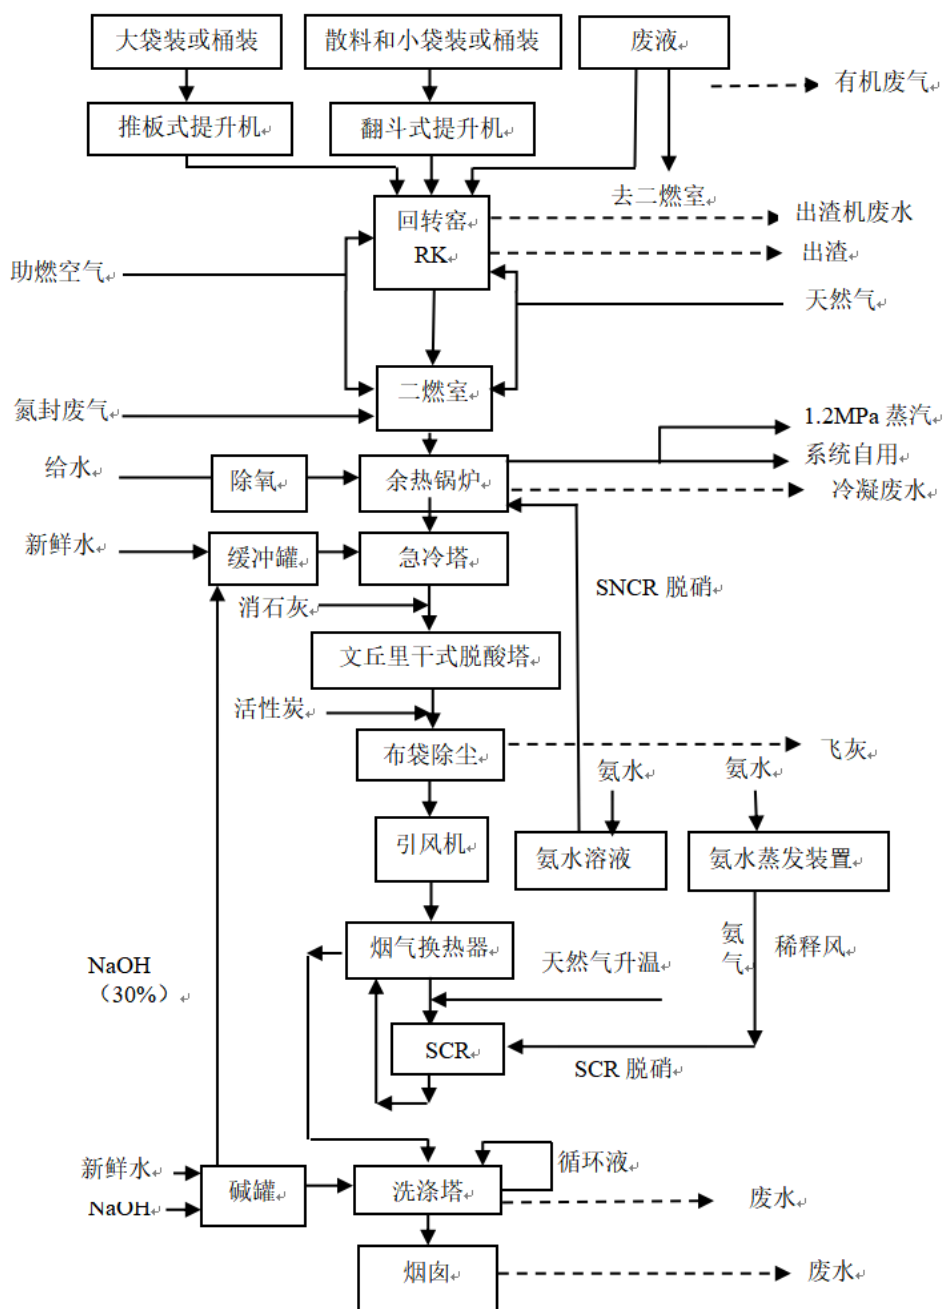 大袋装或桶装
散料和小袋装或桶装
废液
有机废气
推板式提升机
翻斗式提升机
去二燃室
回转窑
RK
出渣机废水
出渣
助燃空气
天然气
二燃室
氮封废气
1.2MPa 蒸汽
给水
除氧
余热锅炉
系统自用
冷凝废水
新鲜水
缓冲罐
急冷塔
SNCR 脱硝
消石灰
文丘里干式脱酸塔
活性炭
布袋除尘
飞灰
氨水
氨水
引风机
氨水溶液
氨水蒸发装置
烟气换热器
氨
气
稀释风
天然气升温
NaOH
（30%）
SCR
SCR 脱硝
新鲜水
NaOH
碱罐
洗涤塔
循环液
废水
烟囱
废水